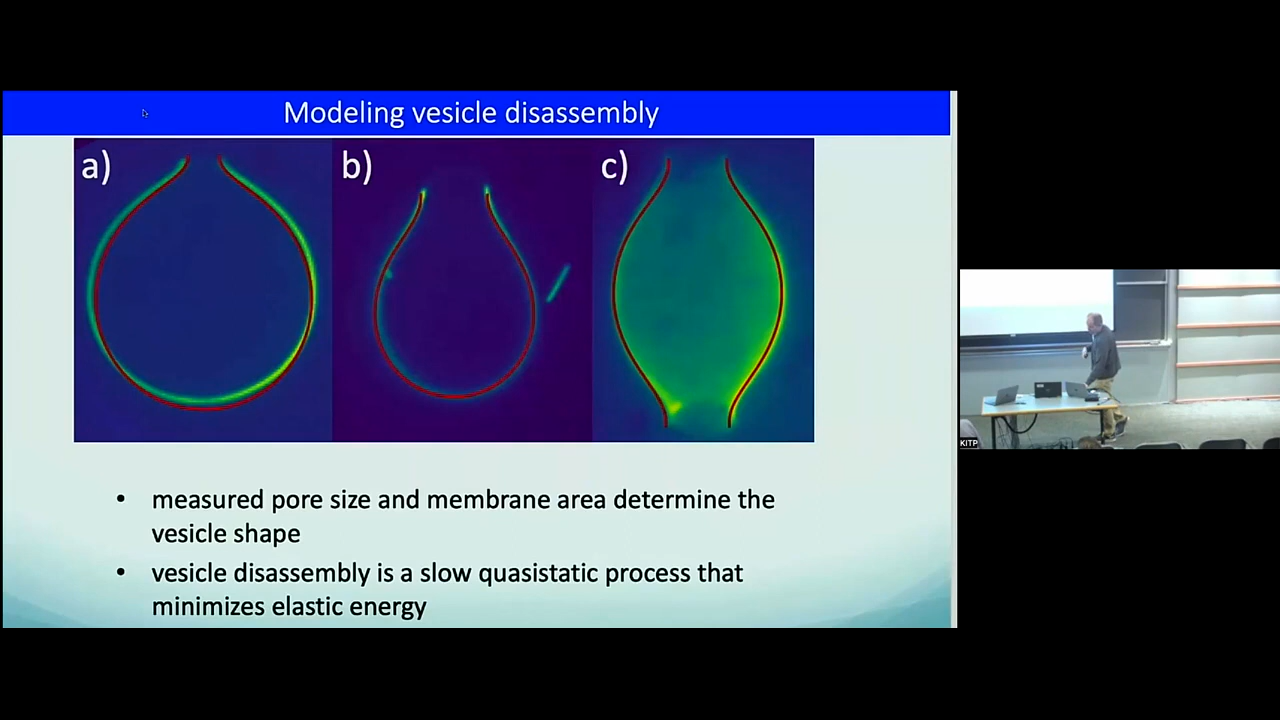 Modeling vesicle disassembly
a)
b)
c)
• measured pore size and membrane area determine the
vesicle shape
• vesicle disassembly is a slow quasistatic process that
minimizes elastic energy
KITP